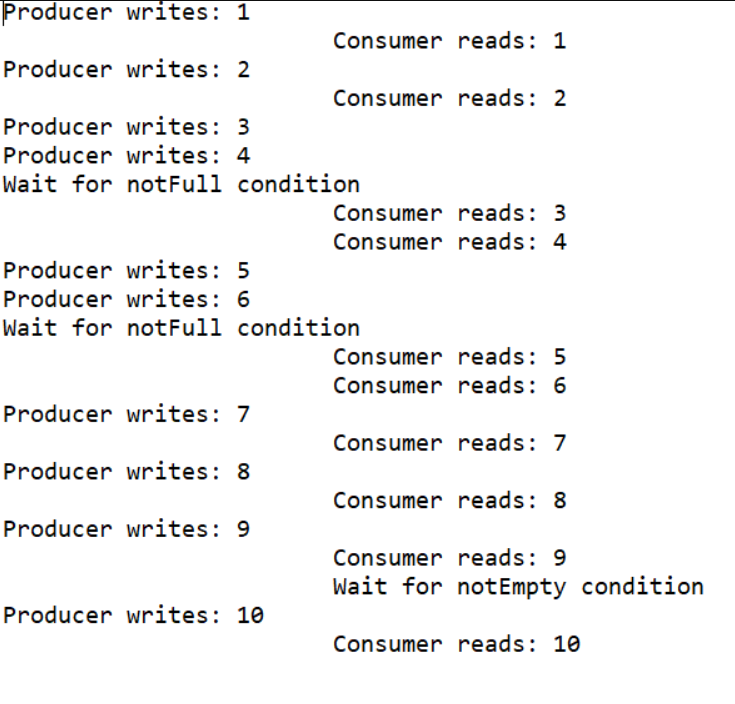 Producer writes: 1
Consumer reads: 1
Producer writes: 2
Consumer reads: 2
Producer writes: 3
Producer writes: 4
Wait for notFull condition
Consumer reads: 3
Consumer reads: 4
Producer writes: 5
Producer writes: 6
Wait for notFull condition
Consumer reads: 5
Consumer reads: 6
Producer writes: 7
Consumer reads: 7
Producer writes: 8
Consumer reads: 8
Producer writes: 9
Consumer reads: 9
Wait for notEmpty condition
Producer writes: 10
Consumer reads: 10